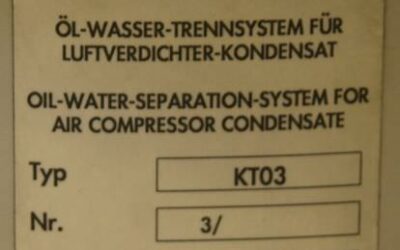 ÖL-WASSER-TRENNSYSTEM FÜR
LUFTVERDICHTER-KONDENSAT
OIL-WATER-SEPARATION-SYSTEM FOR
AIR COMPRESSOR CONDENSATE
Typ KT03
Nr. 3/